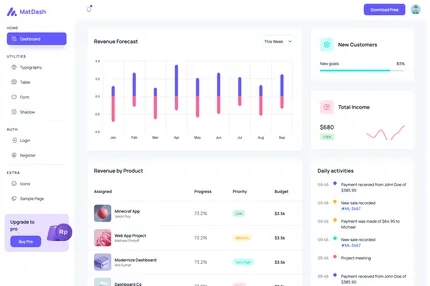 MatDash
Download Free
HOME
Dashboard
UTILITIES
Typography
Table
Form
Shadow
AUTH
Login
Register
EXTRA
Icons
Sample Page
Upgrade to
pro
Buy Pro
Rp
Revenue Forecast
This Week
Jan
Feb
Mar
Apr
May
Jun
Jul
Aug
Sep
New Customers
New goals
83%
Total Income
$680
Revenue by Product
Assigned
Progress
Priority
Budget
Minecraf App
Jason Roy
73.2%
Low
$3.5k
Web App Project
Mathew Flintoff
73.2%
Medium
$3.5k
Modernize Dashboard
Anil Kumar
73.2%
Very High
$3.5k
Dashboard Co
Daily activities
09:46
Payment received from John Doe of
$385.90
09:46
New sale recorded
#ML-3467
09:46
Payment was made of $64.95 to
Michael
09:46
New sale recorded
#ML-3467
09:46
Project meeting
09:46
Payment received from John Doe of
$385.90